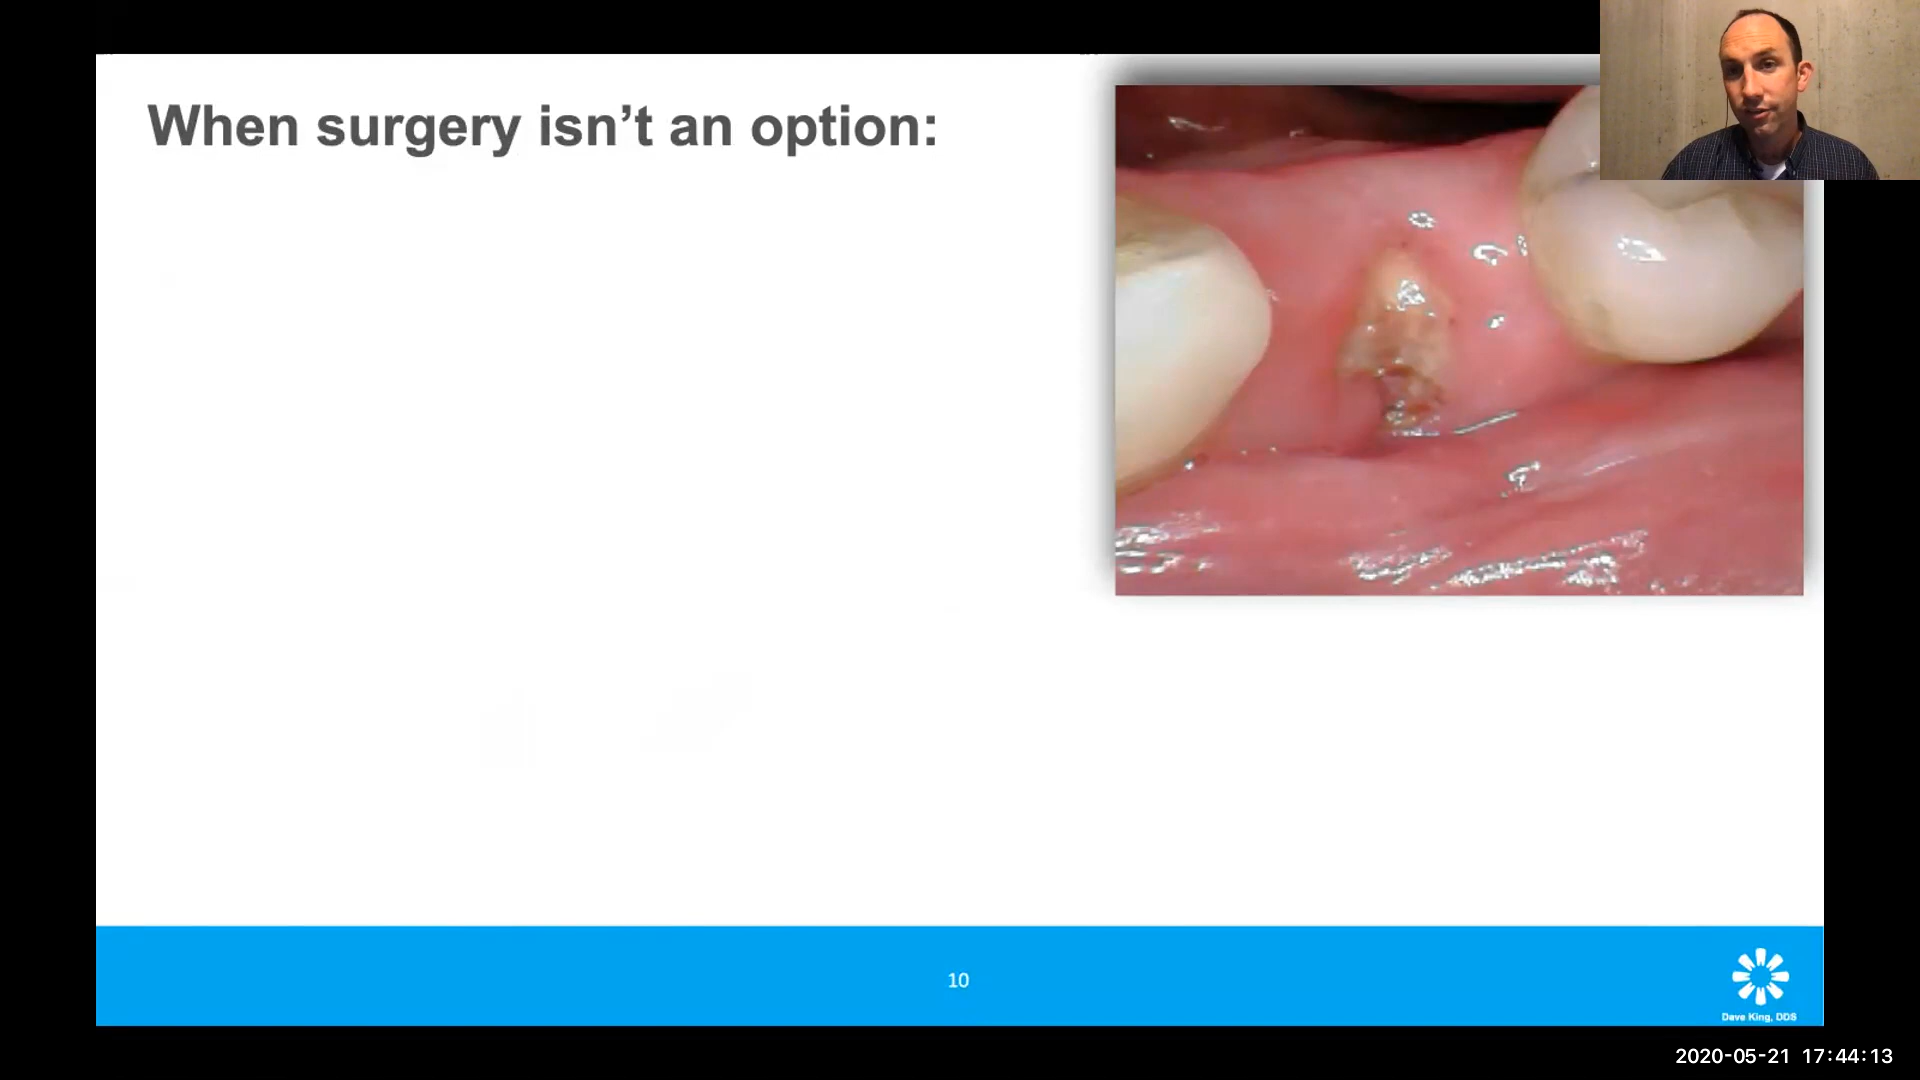 When surgery isn’t an option:
10
Dave King, DDS
2020-05-21 17:44:13